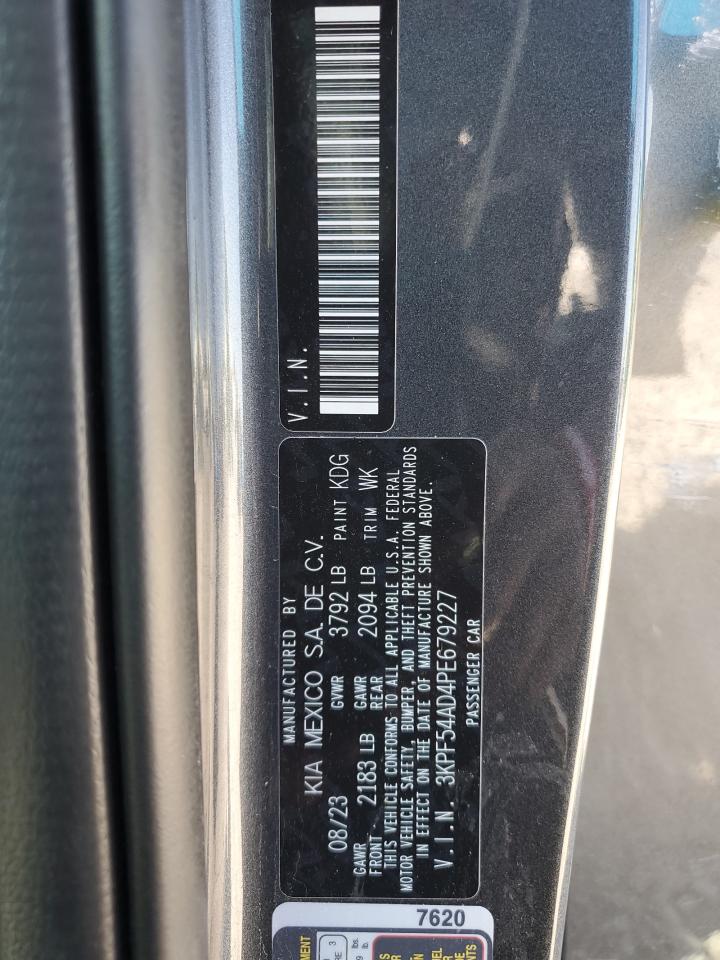 V.I.N.
MANUFACTURED BY
KIA MEXICO S.A. DE C.V.
08/23 GVWR 3792 LB PAINT KDG
GAWR FRONT 2183 LB GAWR REAR 2094 LB TRIM WK
THIS VEHICLE CONFORMS TO ALL APPLICABLE U.S.A. FEDERAL
MOTOR VEHICLE SAFETY, BUMPER, AND THEFT PREVENTION STANDARDS
IN EFFECT ON THE DATE OF MANUFACTURE SHOWN ABOVE.
V.I.N. 3KPF54AD4PE679227
PASSENGER CAR
7620